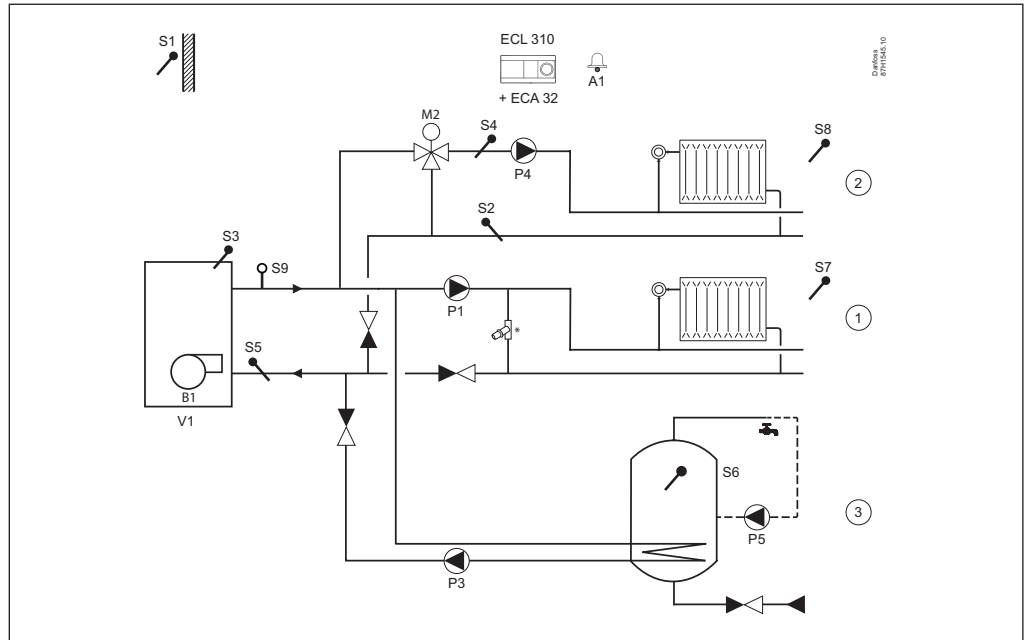 S1
ECL 310
A1
+ ECA 32
Danfoss
87H1545.10
M2
S4
P4
S8
2
S2
S3
S9
P1
S7
*
1
S5
B1
V1
S6
3
P5
P3